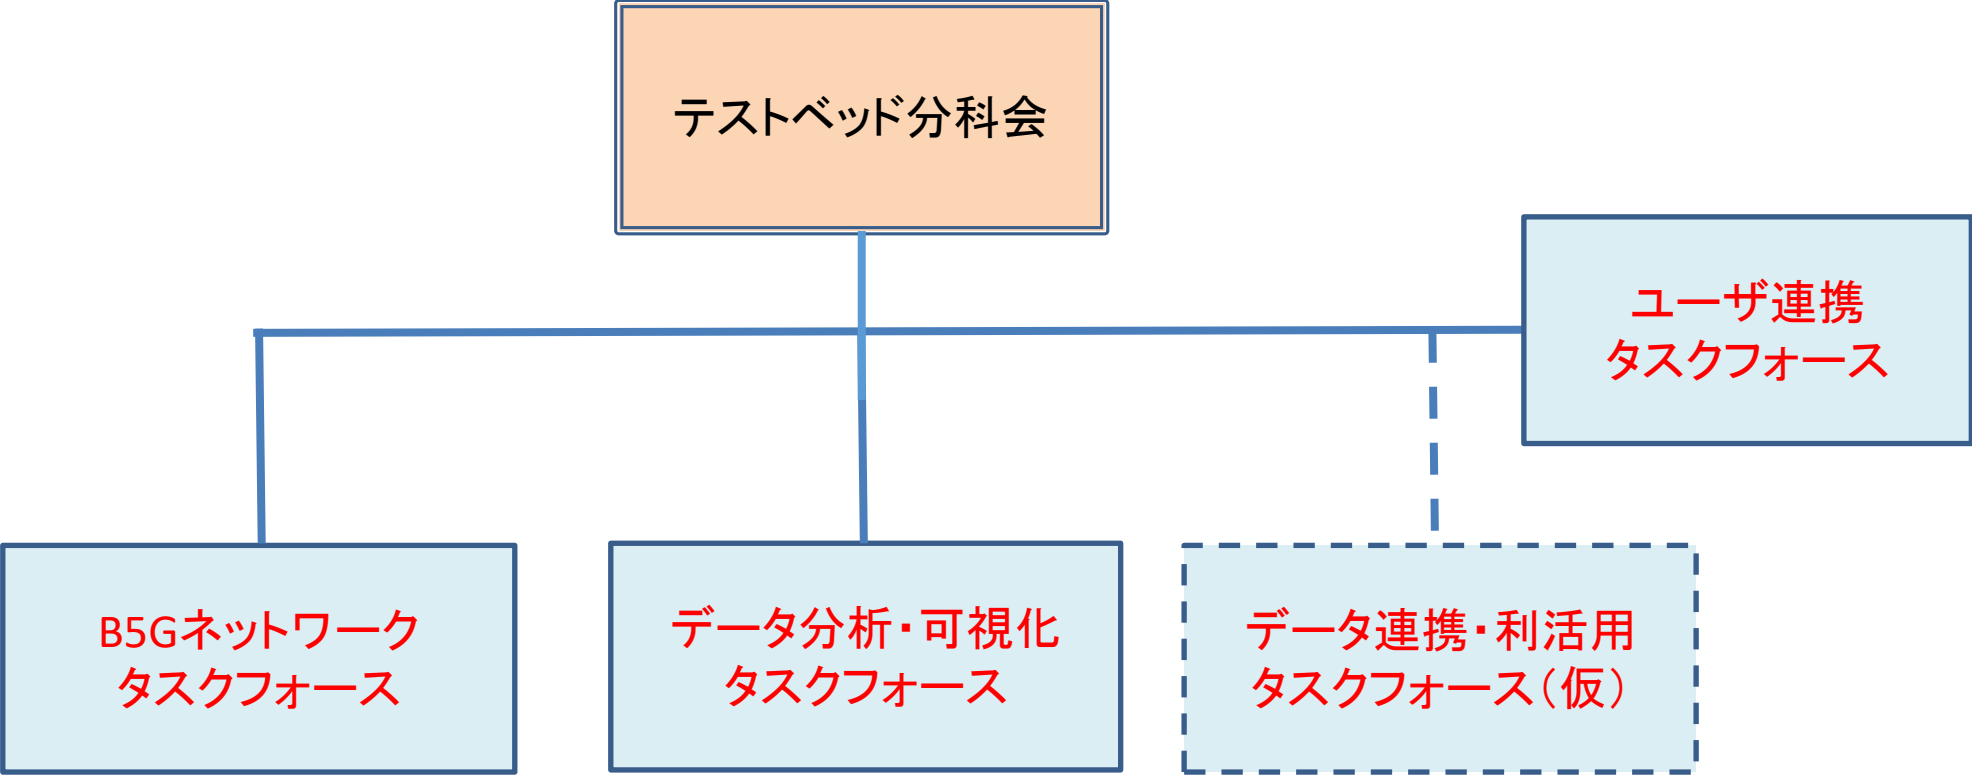 テストベッド分科会
ユーザ連携
タスクフォース
B5Gネットワーク
タスクフォース
データ分析・可視化
タスクフォース
データ連携・利活用
タスクフォース（仮）